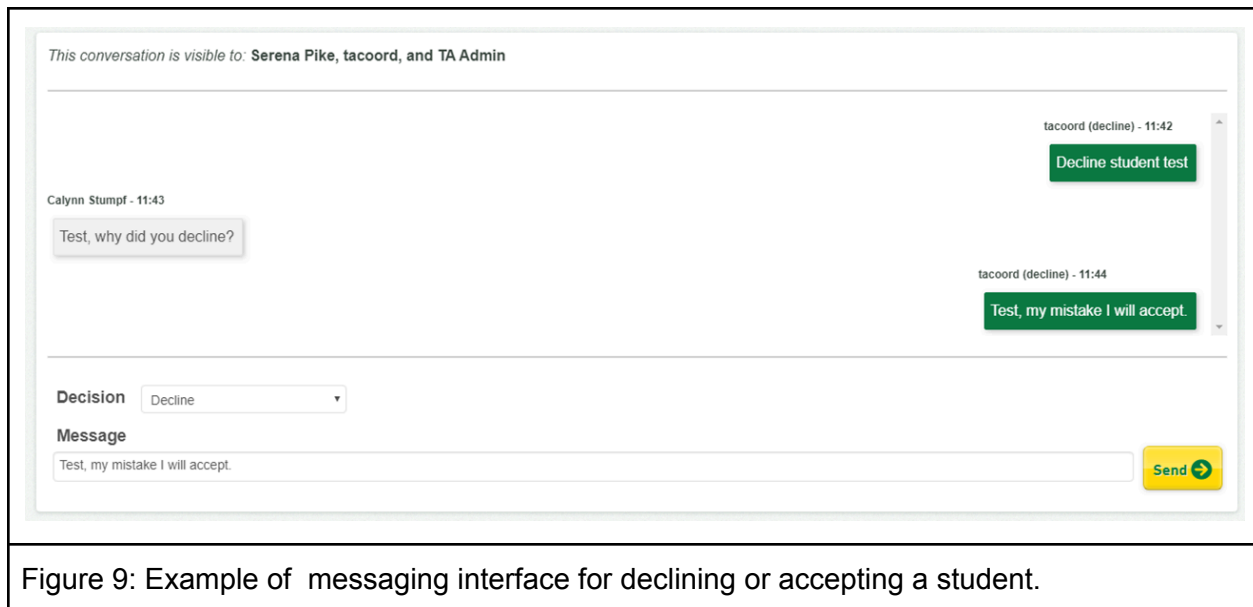 This conversation is visible to: Serena Pike, tacoord, and TA Admin
tacoord (decline) - 11:42
Decline student test
Calynn Stumpf - 11:43
Test, why did you decline?
tacoord (decline) - 11:44
Test, my mistake I will accept.
Decision Decline
Message
Test, my mistake I will accept.
Send
Figure 9: Example of  messaging interface for declining or accepting a student.